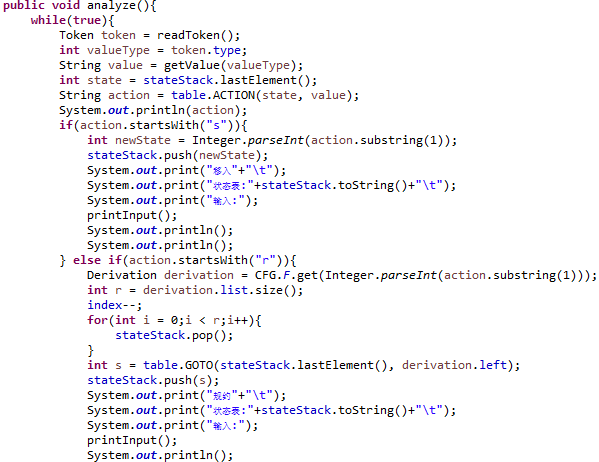 public void analyze(){
    while(true){
        Token token = readToken();
        int valueType = token.type;
        String value = getValue(valueType);
        int state = stateStack.lastElement();
        String action = table.ACTION(state, value);
        System.out.println(action);
        if(action.startsWith("s")){
            int newState = Integer.parseInt(action.substring(1));
            stateStack.push(newState);
            System.out.print("移入"+"\t");
            System.out.print("状态表:"+stateStack.toString()+"\t");
            System.out.print("输入:");
            printInput();
            System.out.println();
            System.out.println();
        } else if(action.startsWith("r")){
            Derivation derivation = CFG.F.get(Integer.parseInt(action.substring(1)));
            int r = derivation.list.size();
            index--;
            for(int i = 0;i < r;i++){
                stateStack.pop();
            }
            int s = table.GOTO(stateStack.lastElement(), derivation.left);
            stateStack.push(s);
            System.out.print("规约"+"\t");
            System.out.print("状态表:"+stateStack.toString()+"\t");
            System.out.print("输入:");
            printInput();
            System.out.println();